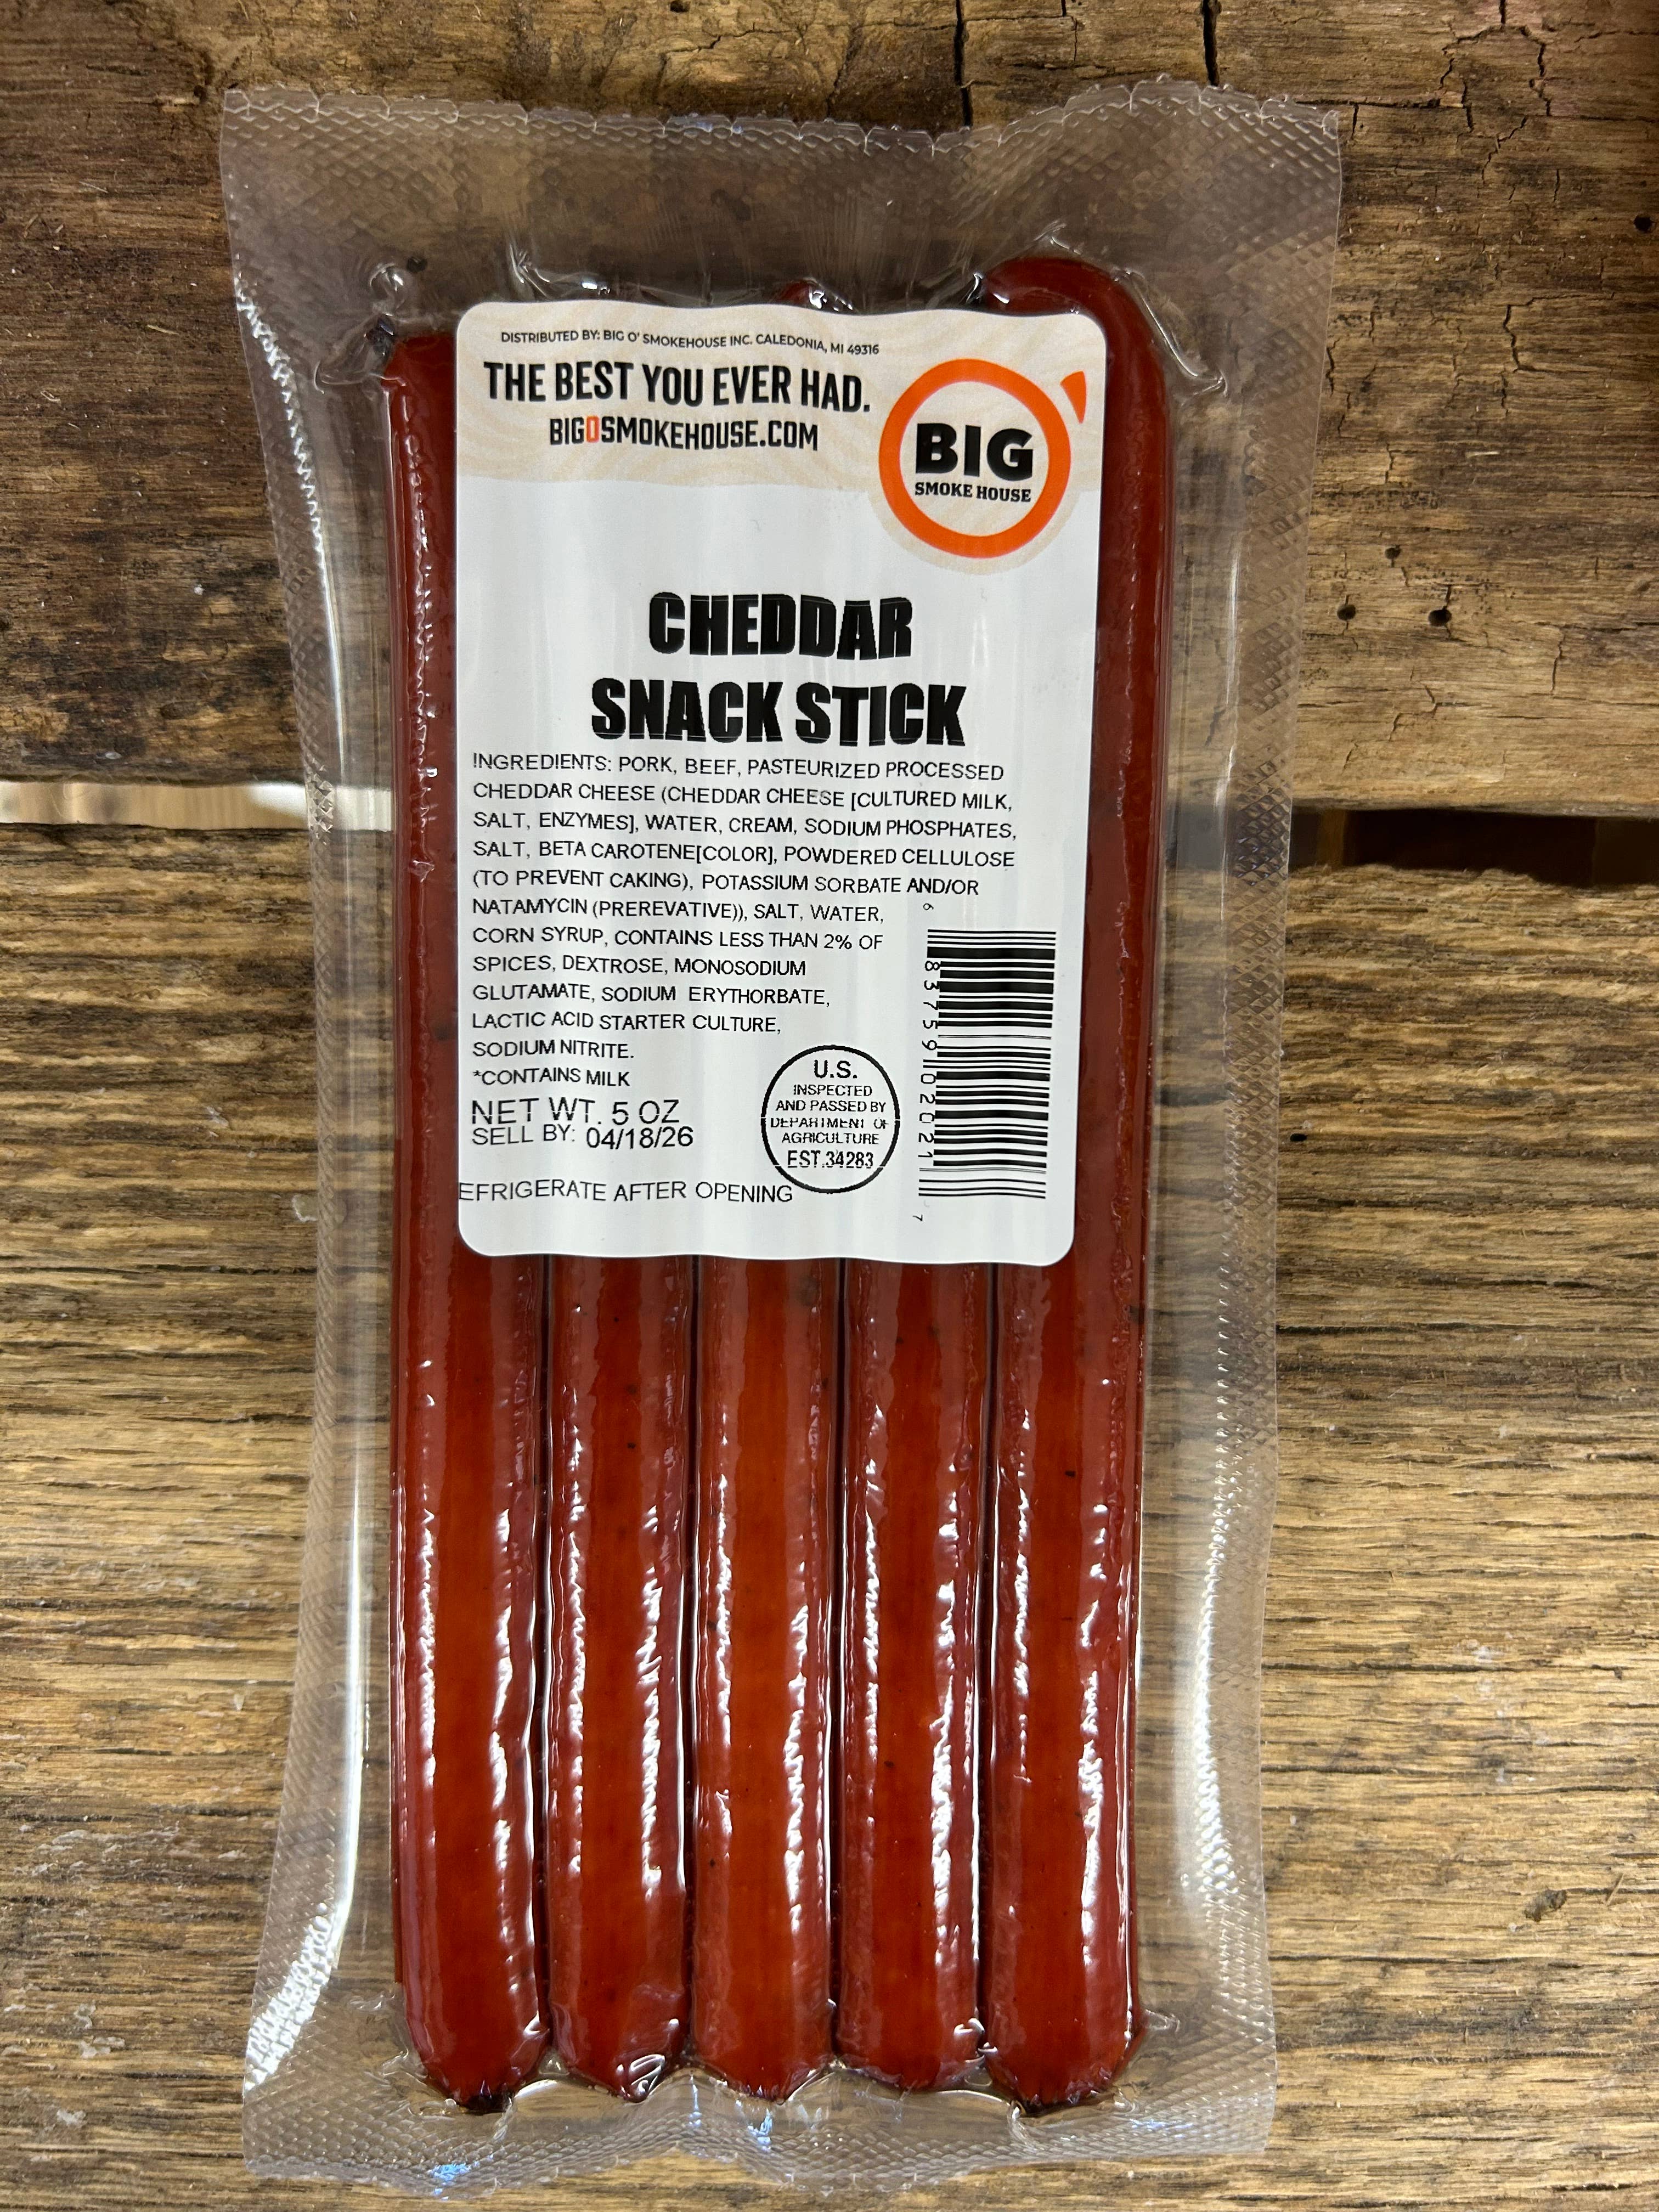 DISTRIBUTED BY: BIG O' SMOKEHOUSE INC. CALEDONIA, MI 49316
THE BEST YOU EVER HAD.
BIGOSMOKEHOUSE.COM
BIG
SMOKE HOUSE
CHEDDAR
SNACK STICK
INGREDIENTS: PORK, BEEF, PASTEURIZED PROCESSED
CHEDDAR CHEESE (CHEDDAR CHEESE [CULTURED MILK,
SALT, ENZYMES], WATER, CREAM, SODIUM PHOSPHATES,
SALT, BETA CAROTENE[COLOR], POWDERED CELLULOSE
(TO PREVENT CAKING), POTASSIUM SORBATE AND/OR
NATAMYCIN (PREREVATIVE)), SALT, WATER,
CORN SYRUP, CONTAINS LESS THAN 2% OF
SPICES, DEXTROSE, MONOSODIUM
GLUTAMATE, SODIUM ERYTHORBATE,
LACTIC ACID STARTER CULTURE,
SODIUM NITRITE.
*CONTAINS MILK
NET WT. 5 OZ
SELL BY: 04/18/26
EFRIGERATE AFTER OPENING
U.S.
INSPECTED
AND PASSED BY
DEPARTMENT OF
AGRICULTURE
EST.34283
6 83759 02021 7